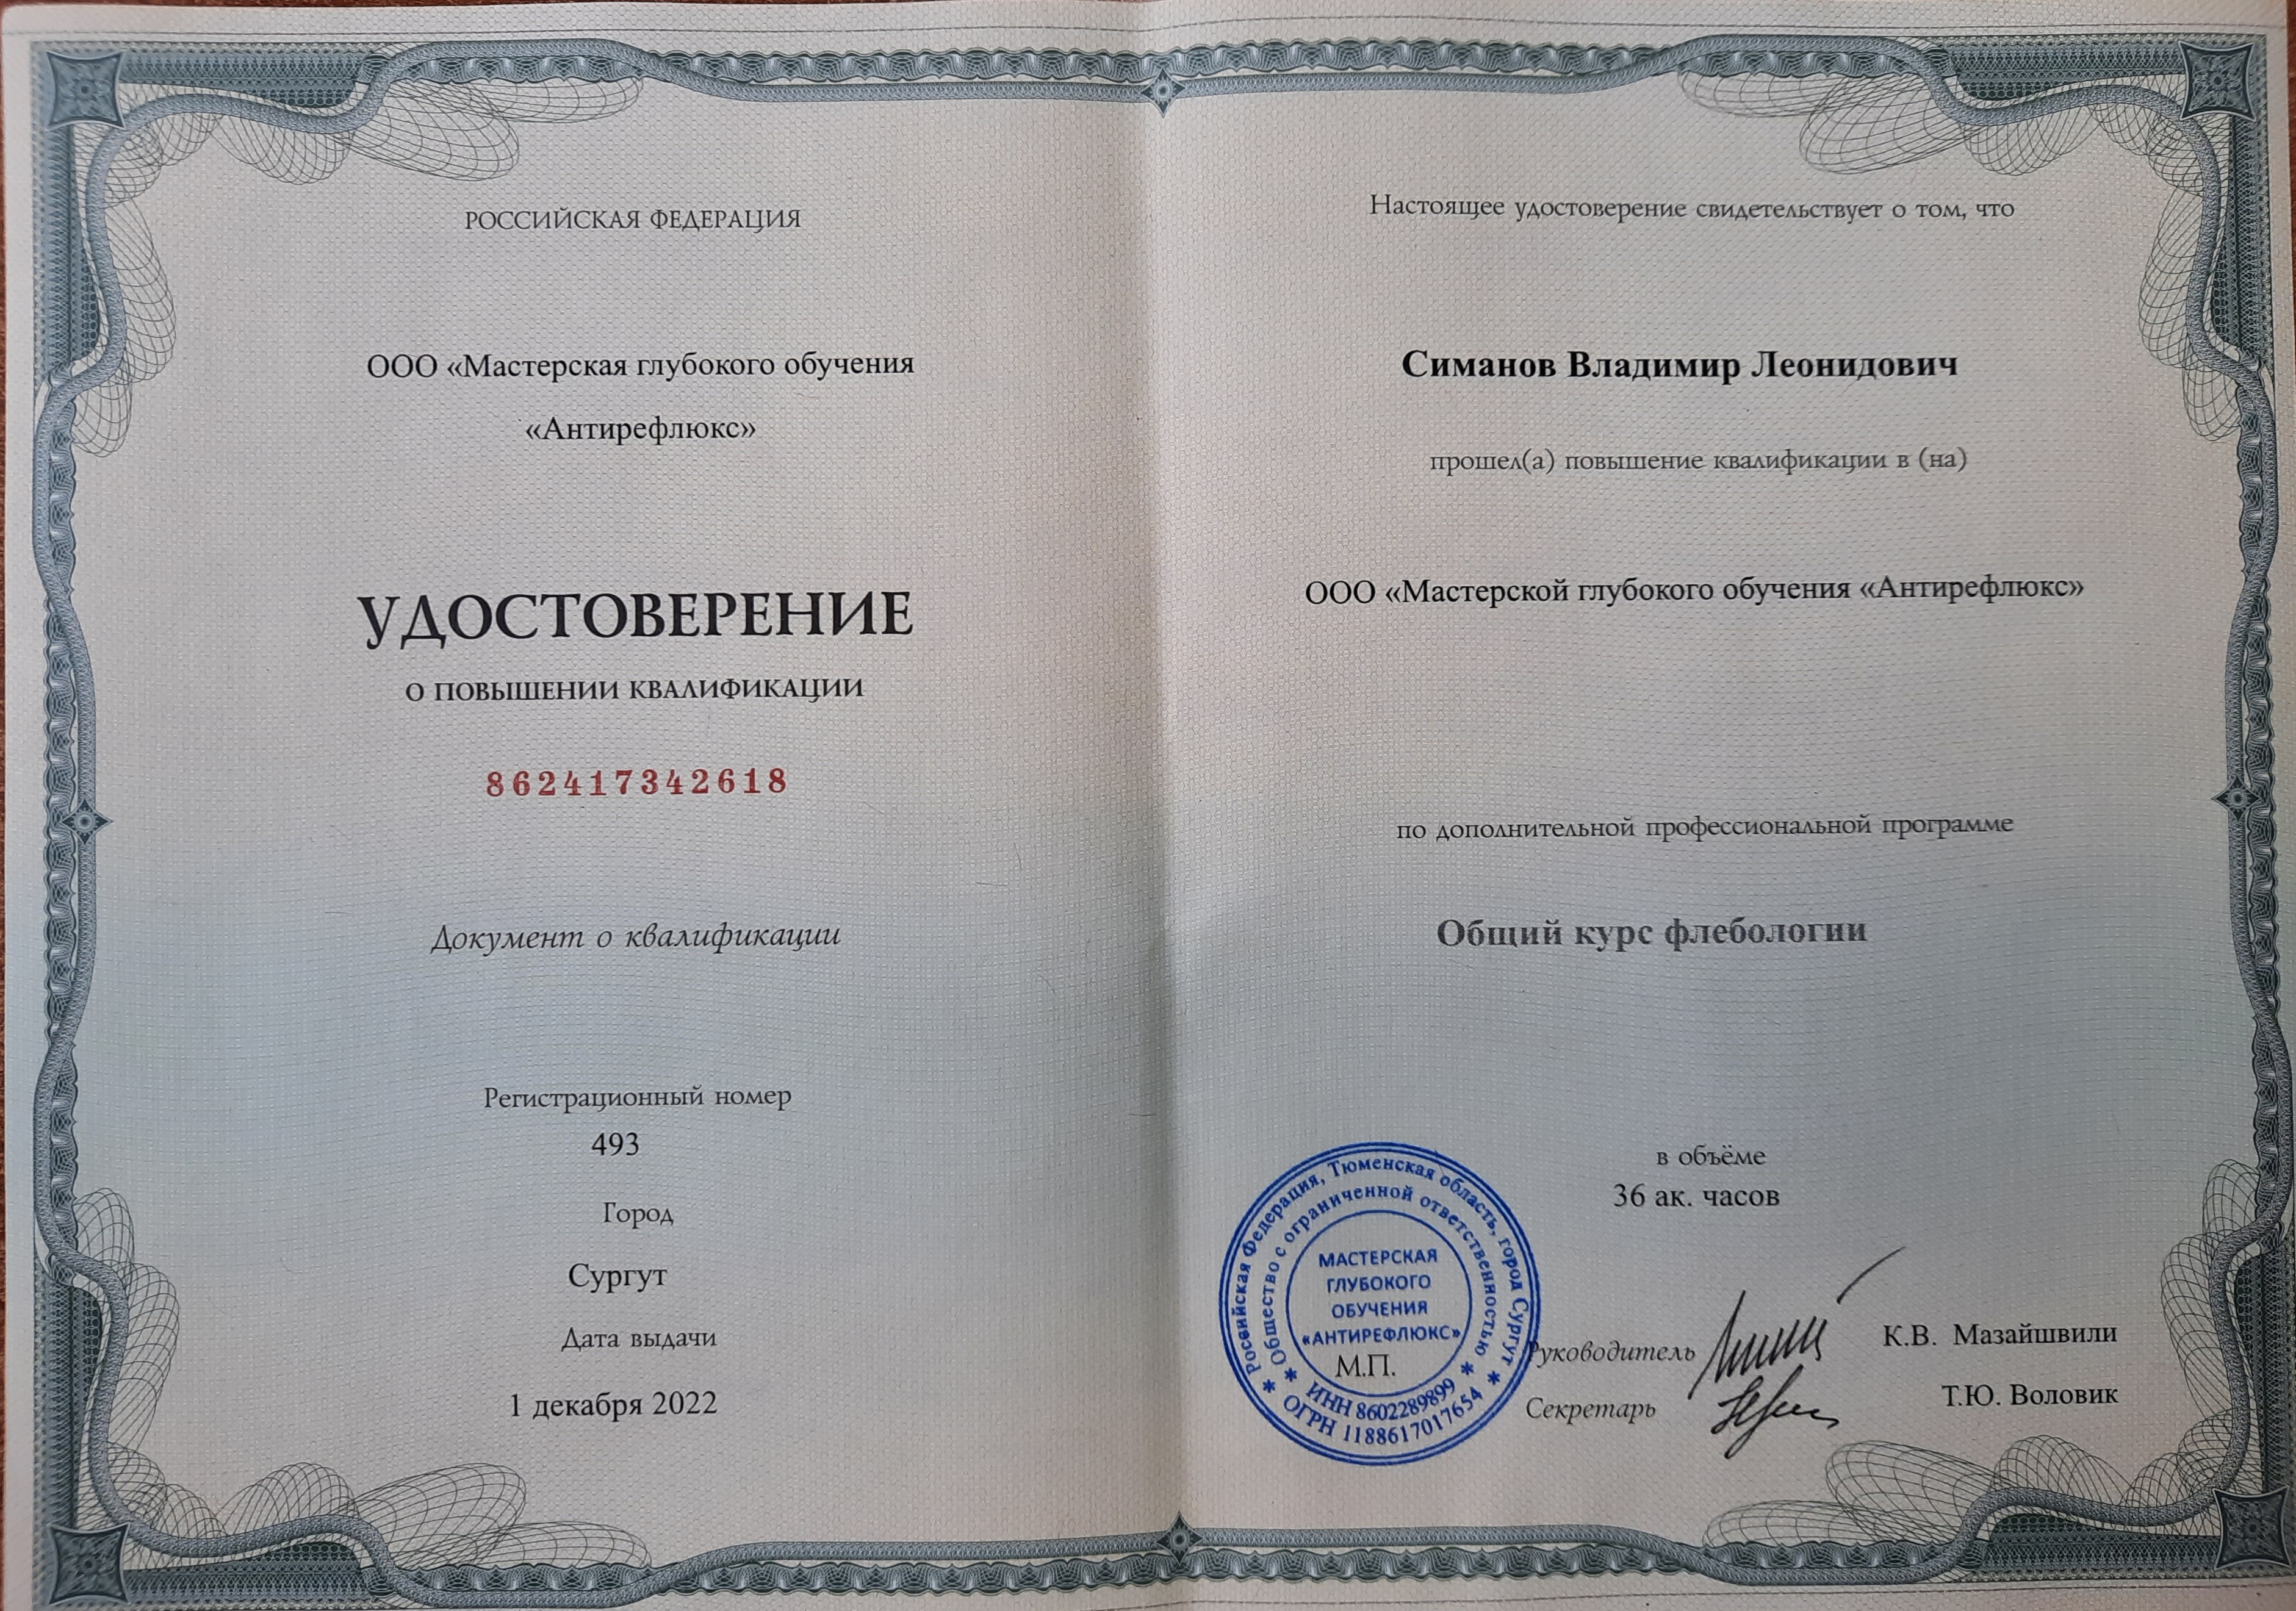 РОССИЙСКАЯ ФЕДЕРАЦИЯ
ООО «Мастерская глубокого обучения
«Антирефлюкс»
УДОСТОВЕРЕНИЕ
О ПОВЫШЕНИИ КВАЛИФИКАЦИИ
862417342618
Документ о квалификации
Регистрационный номер
493
Город
Сургут
Дата выдачи
1 декабря 2022
Настоящее удостоверение свидетельствует о том, что
Симанов Владимир Леонидович
прошел(а) повышение квалификации в (на)
ООО «Мастерской глубокого обучения «Антирефлюкс»
по дополнительной профессиональной программе
Общий курс флебологии
в объёме
36 ак. часов
Российская Федерация, Тюменская область, город Сургут
Общество с ограниченной ответственностью
МАСТЕРСКАЯ
ГЛУБОКОГО
ОБУЧЕНИЯ
«АНТИРЕФЛЮКС»
М.П.
ИНН 8602289899
ОГРН 1188617017654
Руководитель К.В. Мазайшвили
Секретарь Т.Ю. Воловик